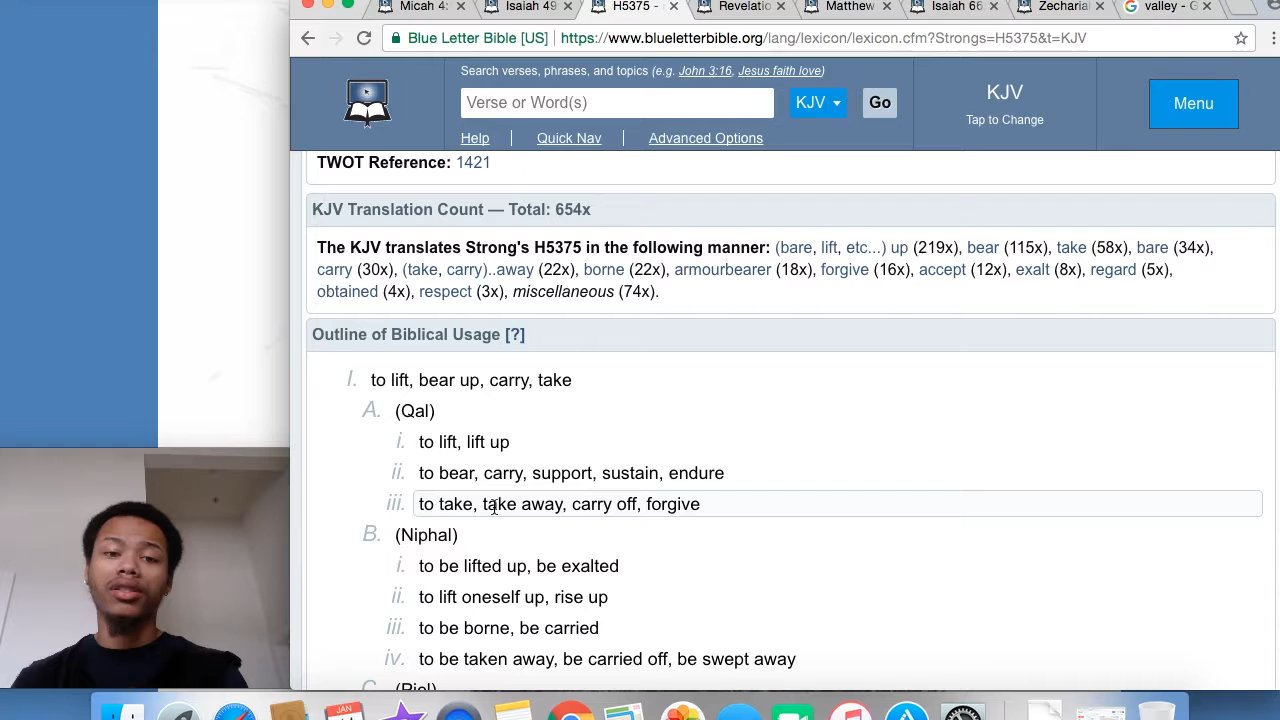 Micah 4:
Isaiah 49
H5375 -
Revelatio
Matthew
Isaiah 66
Zecharia
valley - G
Blue Letter Bible [US]
https://www.blueletterbible.org/lang/lexicon/lexicon.cfm?Strongs=H5375&t=KJV
Search verses, phrases, and topics (e.g. John 3:16, Jesus faith love)
Verse or Word(s)
KJV
Go
Help
Quick Nav
Advanced Options
KJV
Tap to Change
Menu
TWOT Reference: 1421
KJV Translation Count — Total: 654x
The KJV translates Strong's H5375 in the following manner: (bare, lift, etc...) up (219x), bear (115x), take (58x), bare (34x),
carry (30x), (take, carry)..away (22x), borne (22x), armourbearer (18x), forgive (16x), accept (12x), exalt (8x), regard (5x),
obtained (4x), respect (3x), miscellaneous (74x).
Outline of Biblical Usage [?]
I. to lift, bear up, carry, take
A. (Qal)
i. to lift, lift up
ii. to bear, carry, support, sustain, endure
iii. to take, take away, carry off, forgive
B. (Niphal)
i. to be lifted up, be exalted
ii. to lift oneself up, rise up
iii. to be borne, be carried
iv. to be taken away, be carried off, be swept away
C. (Piel)
JAN